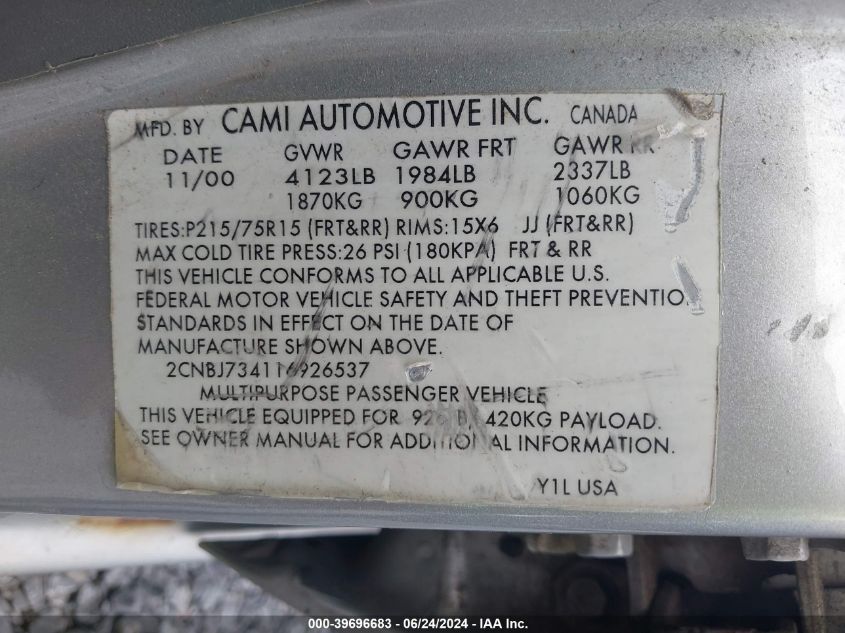 MFD. BY CAMI AUTOMOTIVE INC. CANADA
DATE GVWR GAWR FRT GAWR RR
11/00 4123LB 1984LB 2337LB
1870KG 900KG 1060KG
TIRES:P215/75R15 (FRT&RR) RIMS:15X6 JJ (FRT&RR)
MAX COLD TIRE PRESS:26 PSI (180KPA) FRT & RR
THIS VEHICLE CONFORMS TO ALL APPLICABLE U.S.
FEDERAL MOTOR VEHICLE SAFETY AND THEFT PREVENTIO
STANDARDS IN EFFECT ON THE DATE OF
MANUFACTURE SHOWN ABOVE.
2CNBJ734116926537
MULTIPURPOSE PASSENGER VEHICLE
THIS VEHICLE EQUIPPED FOR 420KG PAYLOAD.
SEE OWNER MANUAL FOR ADDITIONAL INFORMATION.
Y1L USA
000-39696683 - 06/24/2024 - IAA Inc.